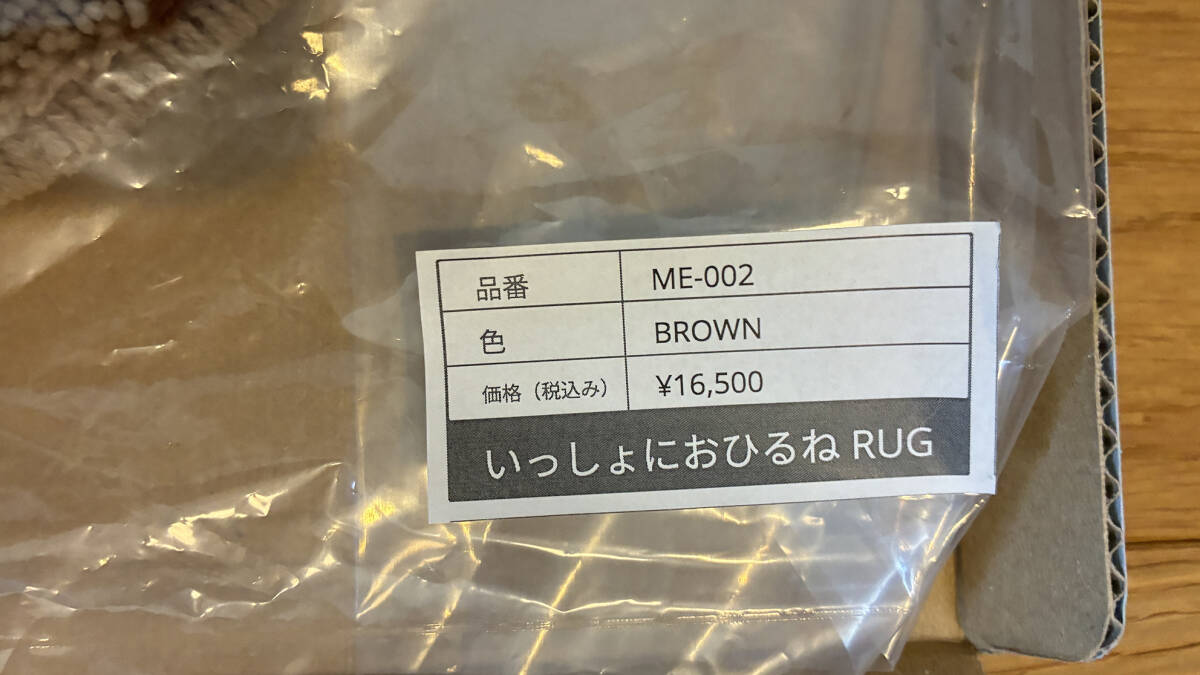 品番 ME-002
色 BROWN
価格（税込み） ¥16,500
いっしょにおひるね RUG